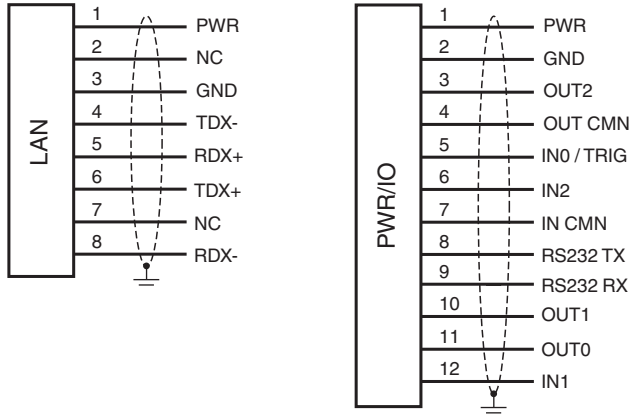 LAN
1 PWR
2 NC
3 GND
4 TDX-
5 RDX+
6 TDX+
7 NC
8 RDX-
PWR/IO
1 PWR
2 GND
3 OUT2
4 OUT CMN
5 IN0 / TRIG
6 IN2
7 IN CMN
8 RS232 TX
9 RS232 RX
10 OUT1
11 OUT0
12 IN1